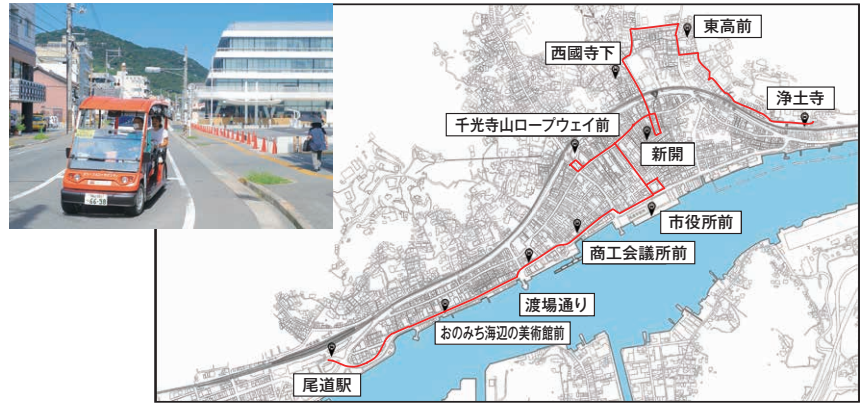 東高前
西國寺下
浄土寺
千光寺山ロープウェイ前
新開
市役所前
商工会議所前
渡場通り
おのみち海辺の美術館前
尾道駅
66-98